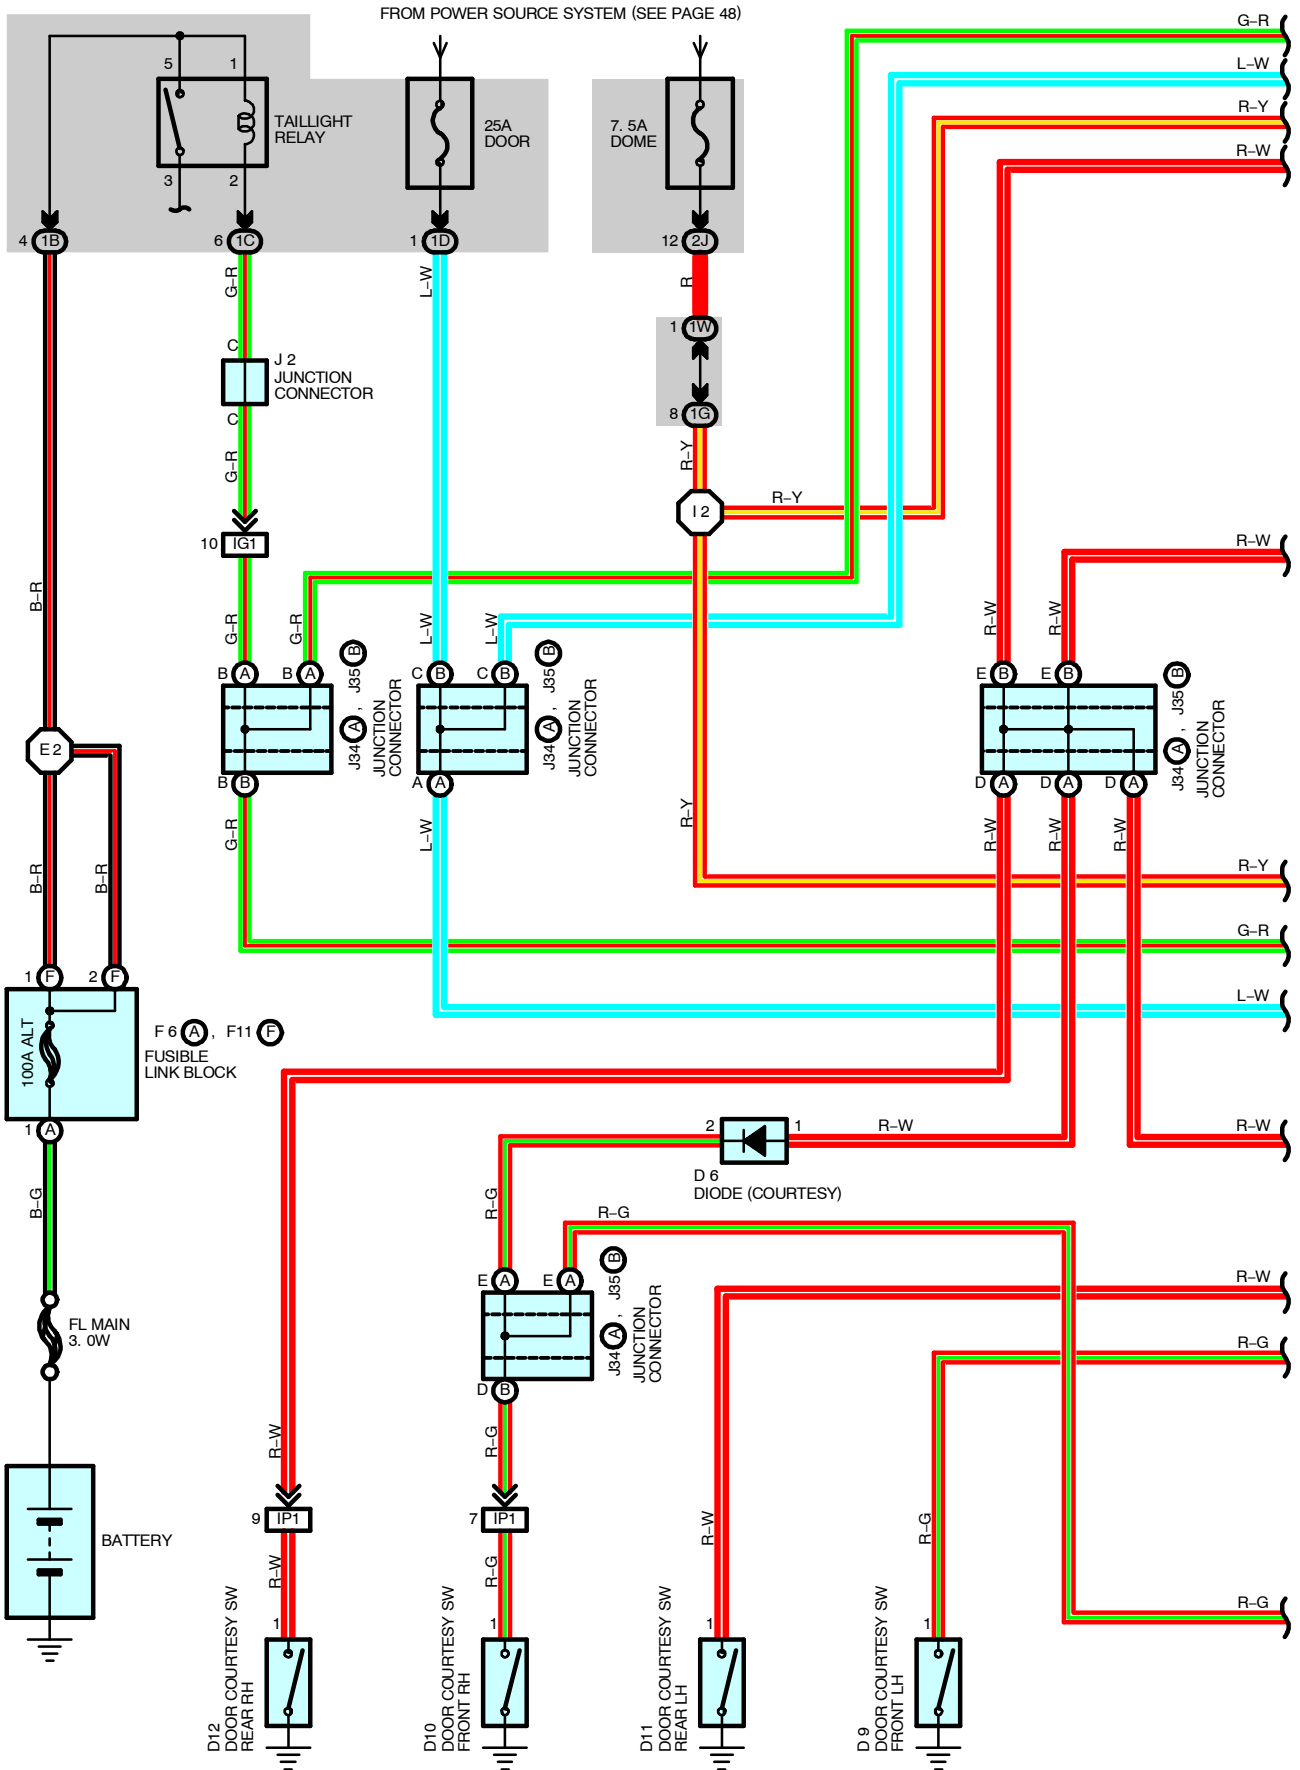 FROM POWER SOURCE SYSTEM (SEE PAGE 48)
G-R
L-W
R-Y
R-W
5
1
TAILLIGHT
RELAY
25A
DOOR
7. 5A
DOME
3
2
4 1B
6 1C
1 1D
12 2J
G-R
L-W
R
1 1W
C
J 2
JUNCTION
CONNECTOR
C
8 1G
G-R
R-Y
I 2
R-Y
10 IG1
R-W
B-R
G-R
G-R
L-W
L-W
R-W
R-W
B A
B A
J34 A , J35 B
JUNCTION
CONNECTOR
C B
C B
J34 A , J35 B
JUNCTION
CONNECTOR
E B
E B
J34 A , J35 B
JUNCTION
CONNECTOR
E 2
B B
A A
D A
D A
D A
G-R
L-W
R-Y
R-W
R-W
R-W
B-R
B-R
R-Y
G-R
L-W
1 F
2 F
100A ALT
F 6 A , F11 F
FUSIBLE
LINK BLOCK
1 A
2
1
R-W
R-W
D 6
DIODE (COURTESY)
B-G
R-G
R-G
E A
E A
J34 A , J35 B
JUNCTION
CONNECTOR
R-W
FL MAIN
3. 0W
R-G
D B
R-W
R-G
9 IP1
7 IP1
BATTERY
R-W
R-G
R-W
R-G
R-G
1
1
1
1
D12
DOOR COURTESY SW
REAR RH
D10
DOOR COURTESY SW
FRONT RH
D11
DOOR COURTESY SW
REAR LH
D 9
DOOR COURTESY SW
FRONT LH